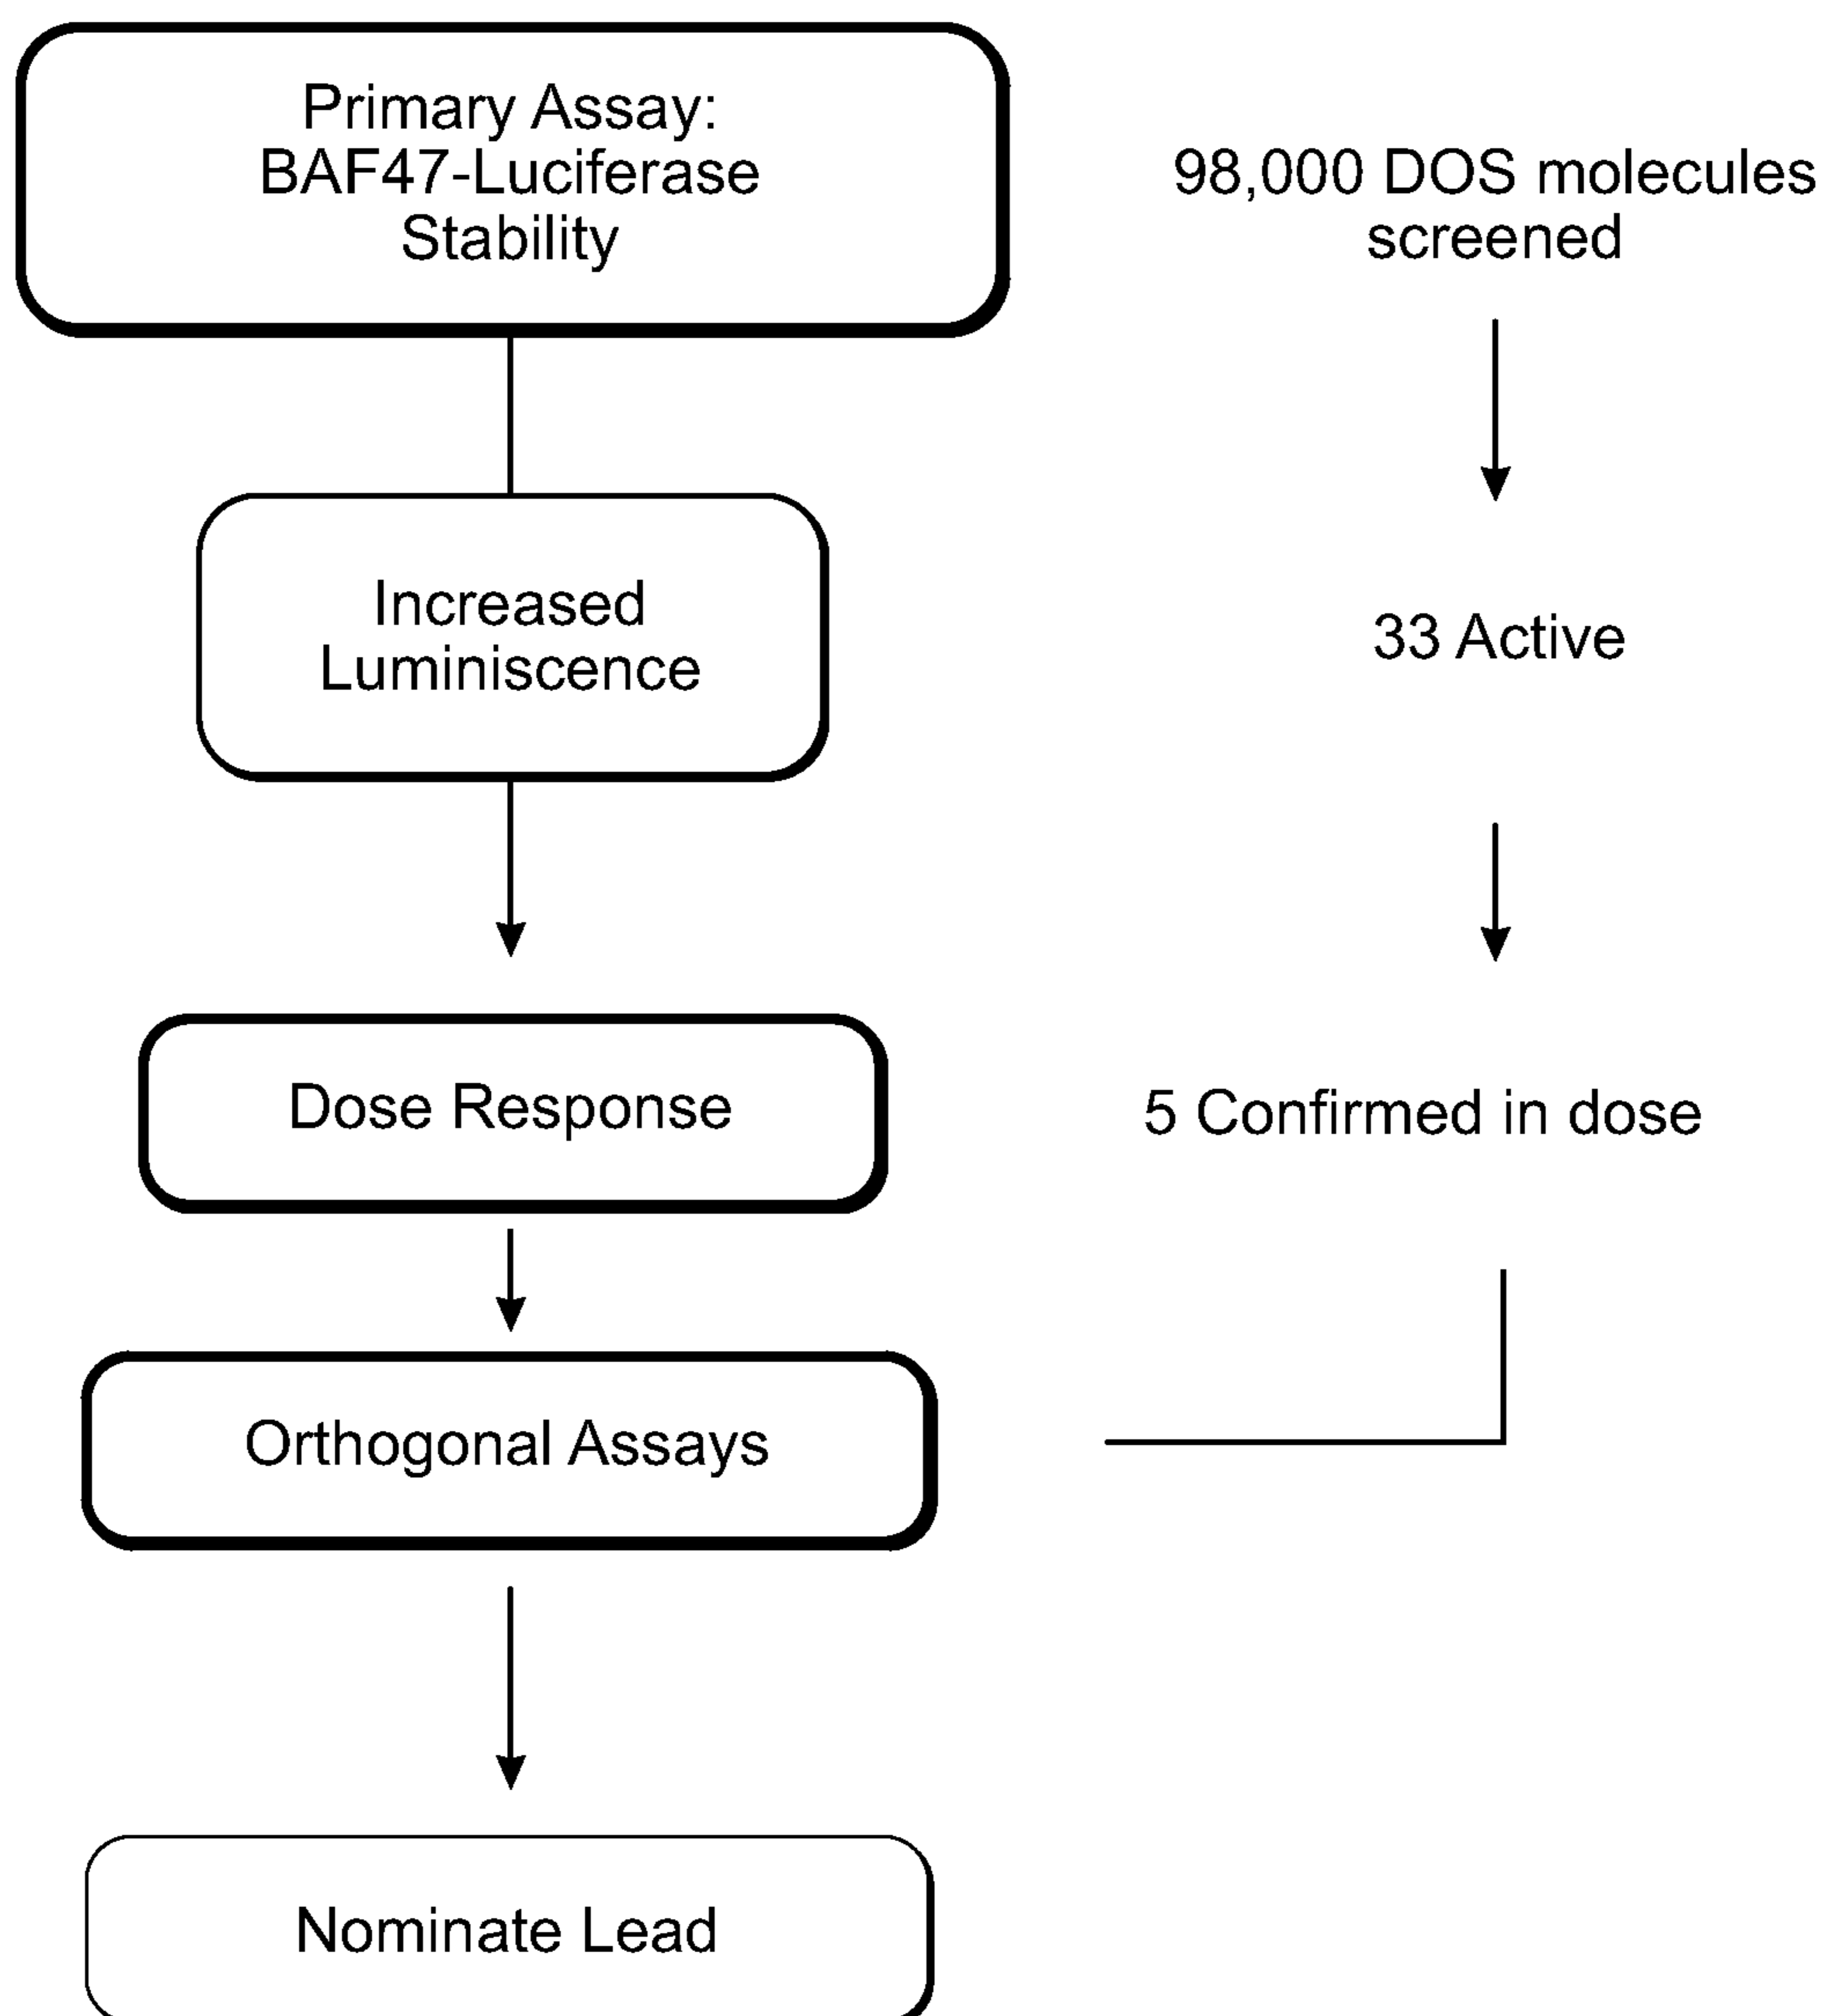 Primary Assay:
BAF47-Luciferase
Stability
98,000 DOS molecules
screened
Increased
Luminiscence
33 Active
Dose Response
5 Confirmed in dose
Orthogonal Assays
Nominate Lead